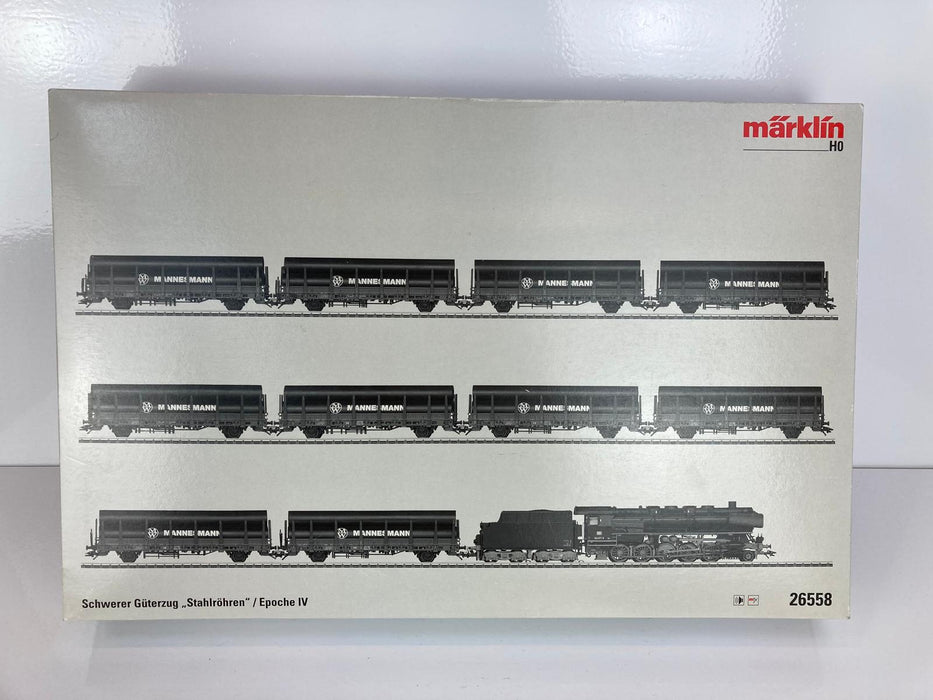 märklin
H0
MANNESMANN MANNESMANN MANNESMANN MANNESMANN
MANNESMANN MANNESMANN MANNESMANN MANNESMANN
MANNESMANN MANNESMANN
Schwerer Güterzug „Stahlröhren" / Epoche IV
26558